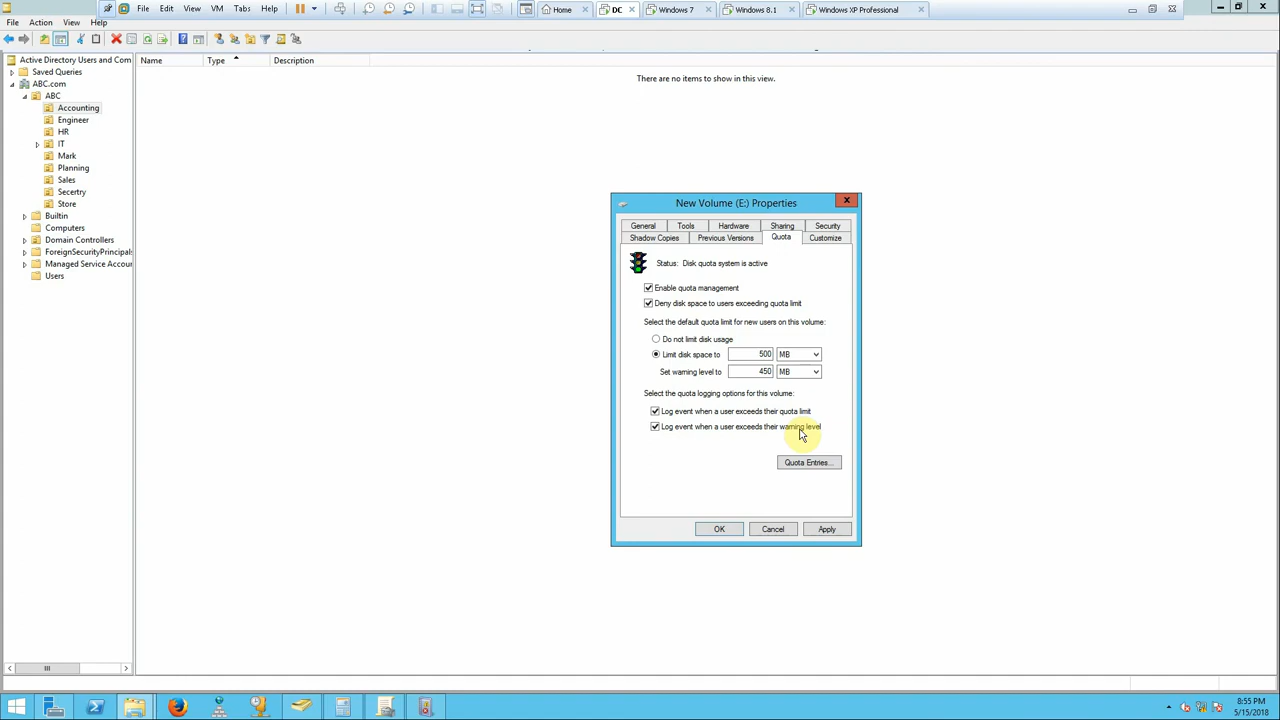 File Edit View VM Tabs Help
Home DC Windows 7 Windows 8.1 Windows XP Professional
File Action View Help
Active Directory Users and Com
Name Type Description
There are no items to show in this view.
Saved Queries
ABC.com
ABC
Accounting
Engineer
HR
IT
Mark
Planning
Sales
Secertry
Store
Builtin
Computers
Domain Controllers
ForeignSecurityPrincipals
Managed Service Accou
Users
New Volume (E:) Properties
General Tools Hardware Sharing Security
Shadow Copies Previous Versions Quota Customize
Status: Disk quota system is active
Enable quota management
Deny disk space to users exceeding quota limit
Select the default quota limit for new users on this volume:
Do not limit disk usage
Limit disk space to 500 MB
Set warning level to 450 MB
Select the quota logging options for this volume:
Log event when a user exceeds their quota limit
Log event when a user exceeds their warning level
Quota Entries...
OK Cancel Apply
8:55 PM
5/15/2018